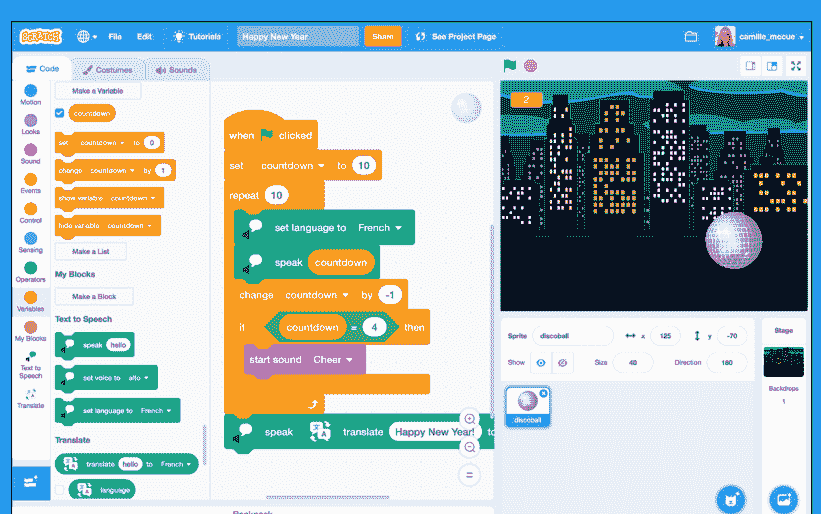 SCRATCH File Edit Tutorials Happy New Year Share See Project Page camille_mccue
Code Costumes Sounds
Motion
Looks
Sound
Events
Control
Sensing
Operators
Variables
My Blocks
Text to Speech
Translate
Make a Variable
countdown
set countdown to 0
change countdown by 1
show variable countdown
hide variable countdown
Make a List
My Blocks
Make a Block
Text to Speech
speak hello
set voice to alto
set language to French
Translate
translate hello to French
language
when clicked
set countdown to 10
repeat 10
set language to French
speak countdown
change countdown by -1
if countdown = 4 then
start sound Cheer
speak translate Happy New Year! to
2
Sprite discoball x 125 y -70
Show Size 40 Direction 180
discoball
Stage
Backdrops
1
Backpack